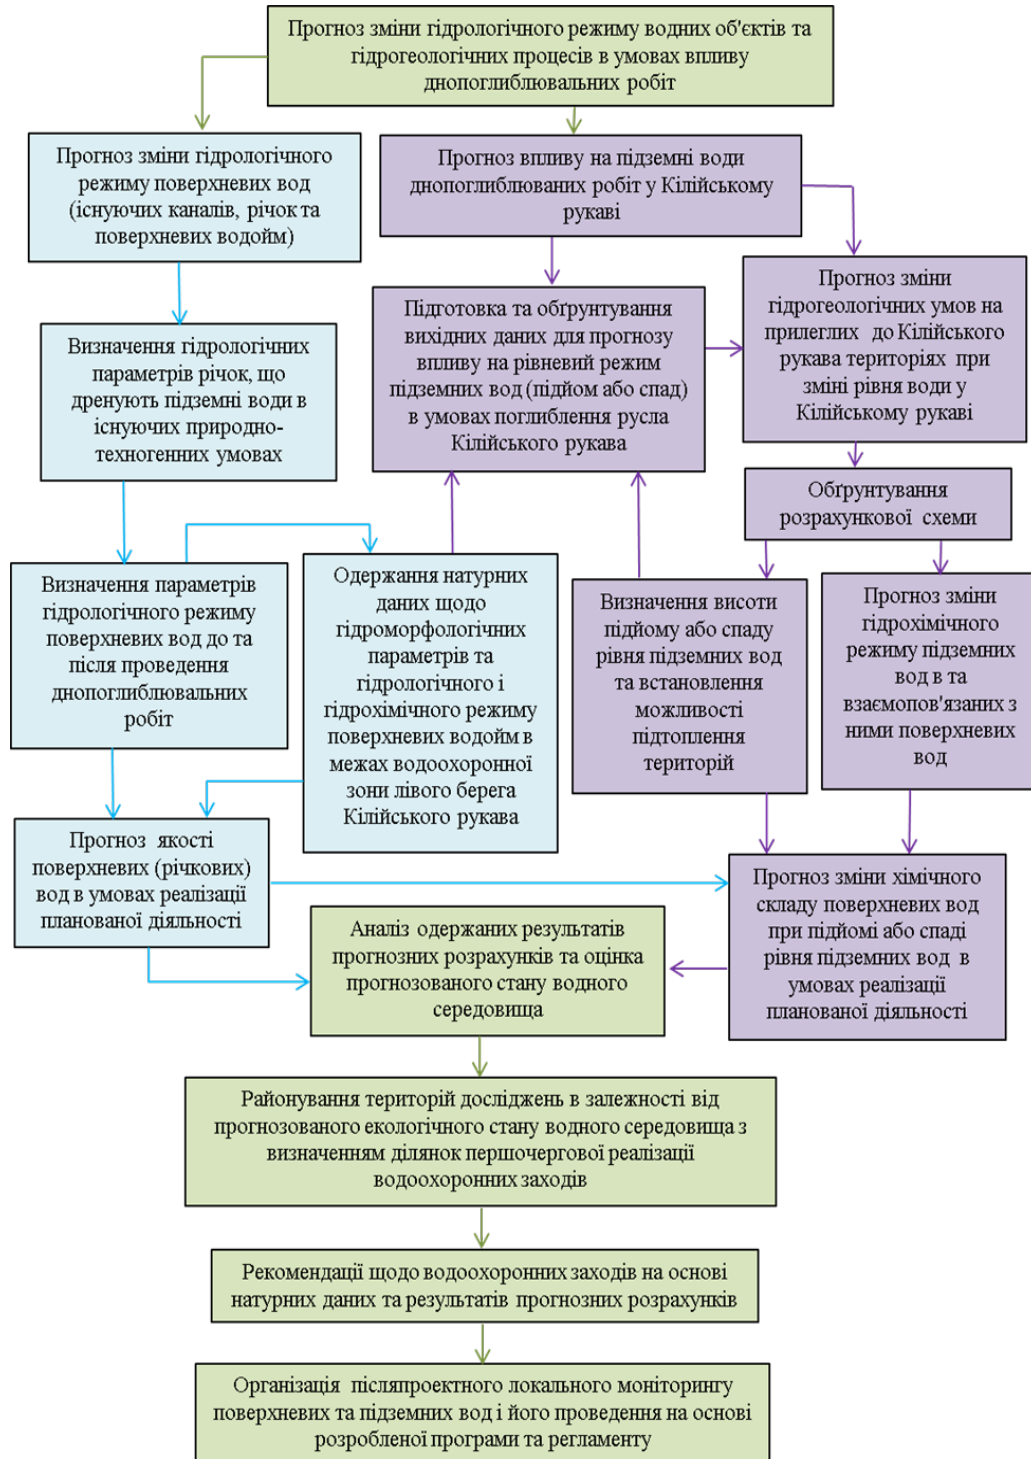 Прогноз зміни гідрологічного режиму водних об'єктів та
гідрогеологічних процесів в умовах впливу
днопоглиблювальних робіт
Прогноз зміни гідрологічного
режиму поверхневих вод
(існуючих каналів, річок та
поверхневих водойм)
Прогноз впливу на підземні води
днопоглиблюваних робіт у Кілійському
рукаві
Підготовка та обґрунтування
вихідних даних для прогнозу
впливу на рівневий режим
підземних вод (підйом або спад)
в умовах поглиблення русла
Кілійського рукава
Прогноз зміни
гідрогеологічних умов на
прилеглих до Кілійського
рукава територіях при
зміні рівня води у
Кілійському рукаві
Визначення гідрологічних
параметрів річок, що
дренують підземні води в
існуючих природно-
техногенних умовах
Обґрунтування
розрахункової схеми
Визначення параметрів
гідрологічного режиму
поверхневих вод до та
після проведення
днопоглиблювальних
робіт
Одержання натурних
даних щодо
гідроморфологічних
параметрів та
гідрологічного і
гідрохімічного режиму
поверхневих водойм в
межах водоохоронної
зони лівого берега
Кілійського рукава
Визначення висоти
підйому або спаду
рівня підземних вод
та встановлення
можливості
підтоплення
територій
Прогноз зміни
гідрохімічного
режиму підземних
вод в та
взаємопов'язаних з
ними поверхневих
вод
Прогноз якості
поверхневих (річкових)
вод в умовах реалізації
планованої діяльності
Прогноз зміни хімічного
складу поверхневих вод
при підйомі або спаді
рівня підземних вод в
умовах реалізації
планованої діяльності
Аналіз одержаних результатів
прогнозних розрахунків та оцінка
прогнозованого стану водного
середовища
Районування територій досліджень в залежності від
прогнозованого екологічного стану водного середовища з
визначенням ділянок першочергової реалізації
водоохоронних заходів
Рекомендації щодо водоохоронних заходів на основі
натурних даних та результатів прогнозних розрахунків
Організація післяпроектного локального моніторингу
поверхневих та підземних вод і його проведення на основі
розробленої програми та регламенту